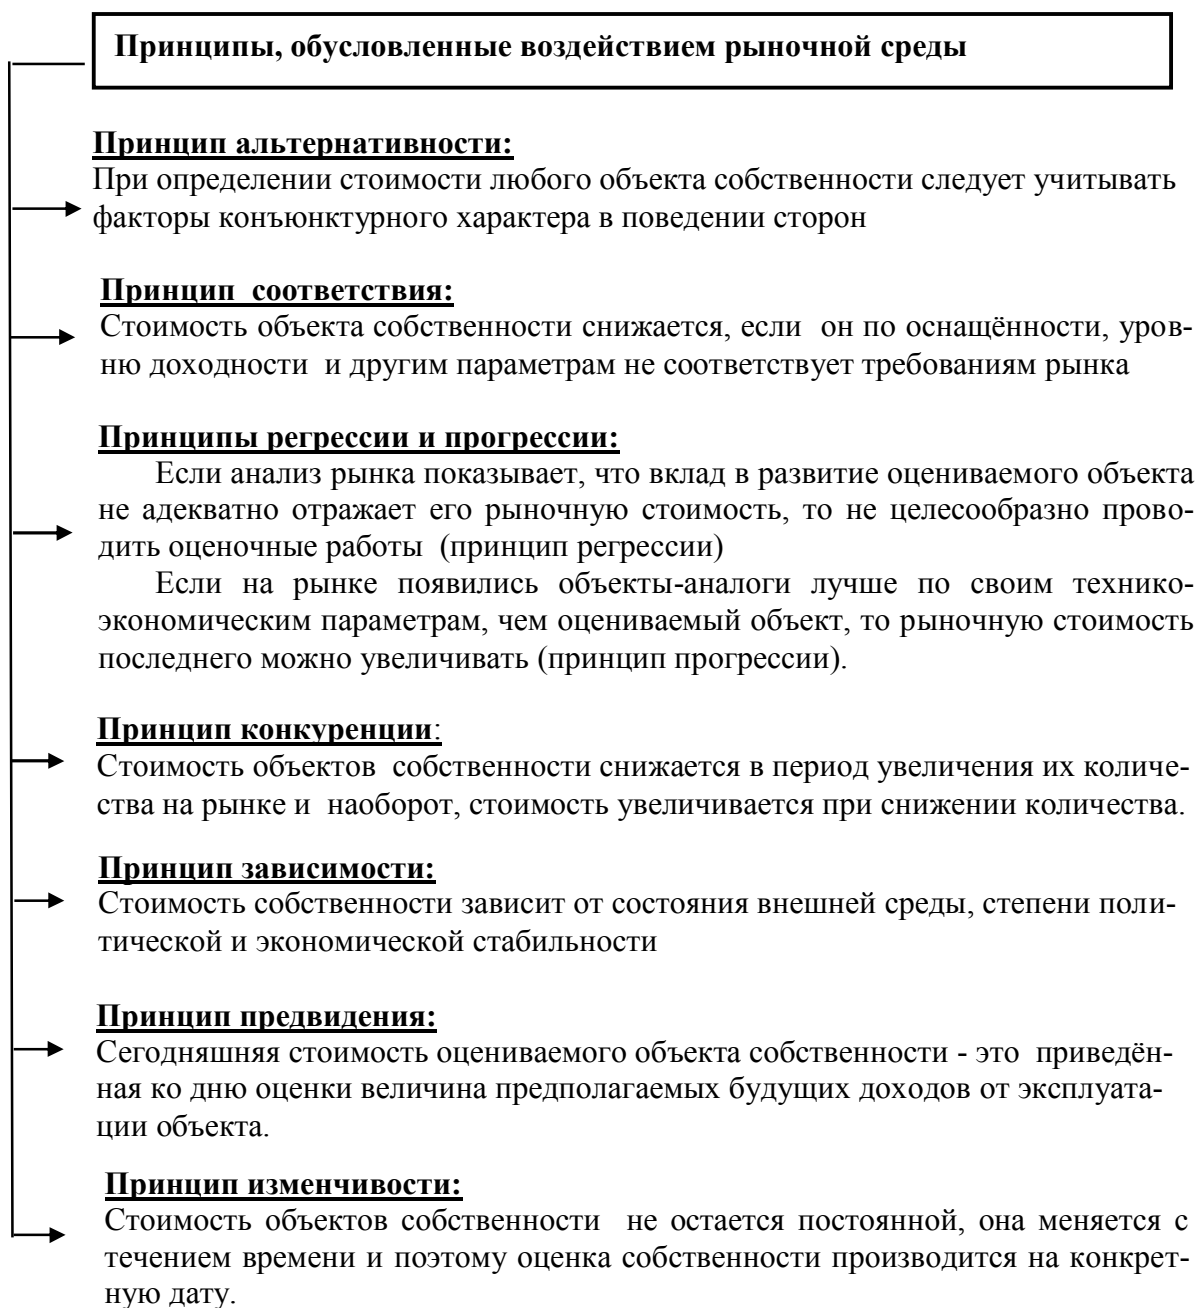 Принципы, обусловленные воздействием рыночной среды
Принцип альтернативности:
При определении стоимости любого объекта собственности следует учитывать
факторы конъюнктурного характера в поведении сторон
Принцип соответствия:
Стоимость объекта собственности снижается, если он по оснащённости, уров-
ню доходности и другим параметрам не соответствует требованиям рынка
Принципы регрессии и прогрессии:
Если анализ рынка показывает, что вклад в развитие оцениваемого объекта
не адекватно отражает его рыночную стоимость, то не целесообразно прово-
дить оценочные работы (принцип регрессии)
Если на рынке появились объекты-аналоги лучше по своим технико-
экономическим параметрам, чем оцениваемый объект, то рыночную стоимость
последнего можно увеличивать (принцип прогрессии).
Принцип конкуренции:
Стоимость объектов собственности снижается в период увеличения их количе-
ства на рынке и наоборот, стоимость увеличивается при снижении количества.
Принцип зависимости:
Стоимость собственности зависит от состояния внешней среды, степени поли-
тической и экономической стабильности
Принцип предвидения:
Сегодняшняя стоимость оцениваемого объекта собственности - это приведён-
ная ко дню оценки величина предполагаемых будущих доходов от эксплуата-
ции объекта.
Принцип изменчивости:
Стоимость объектов собственности не остается постоянной, она меняется с
течением времени и поэтому оценка собственности производится на конкрет-
ную дату.